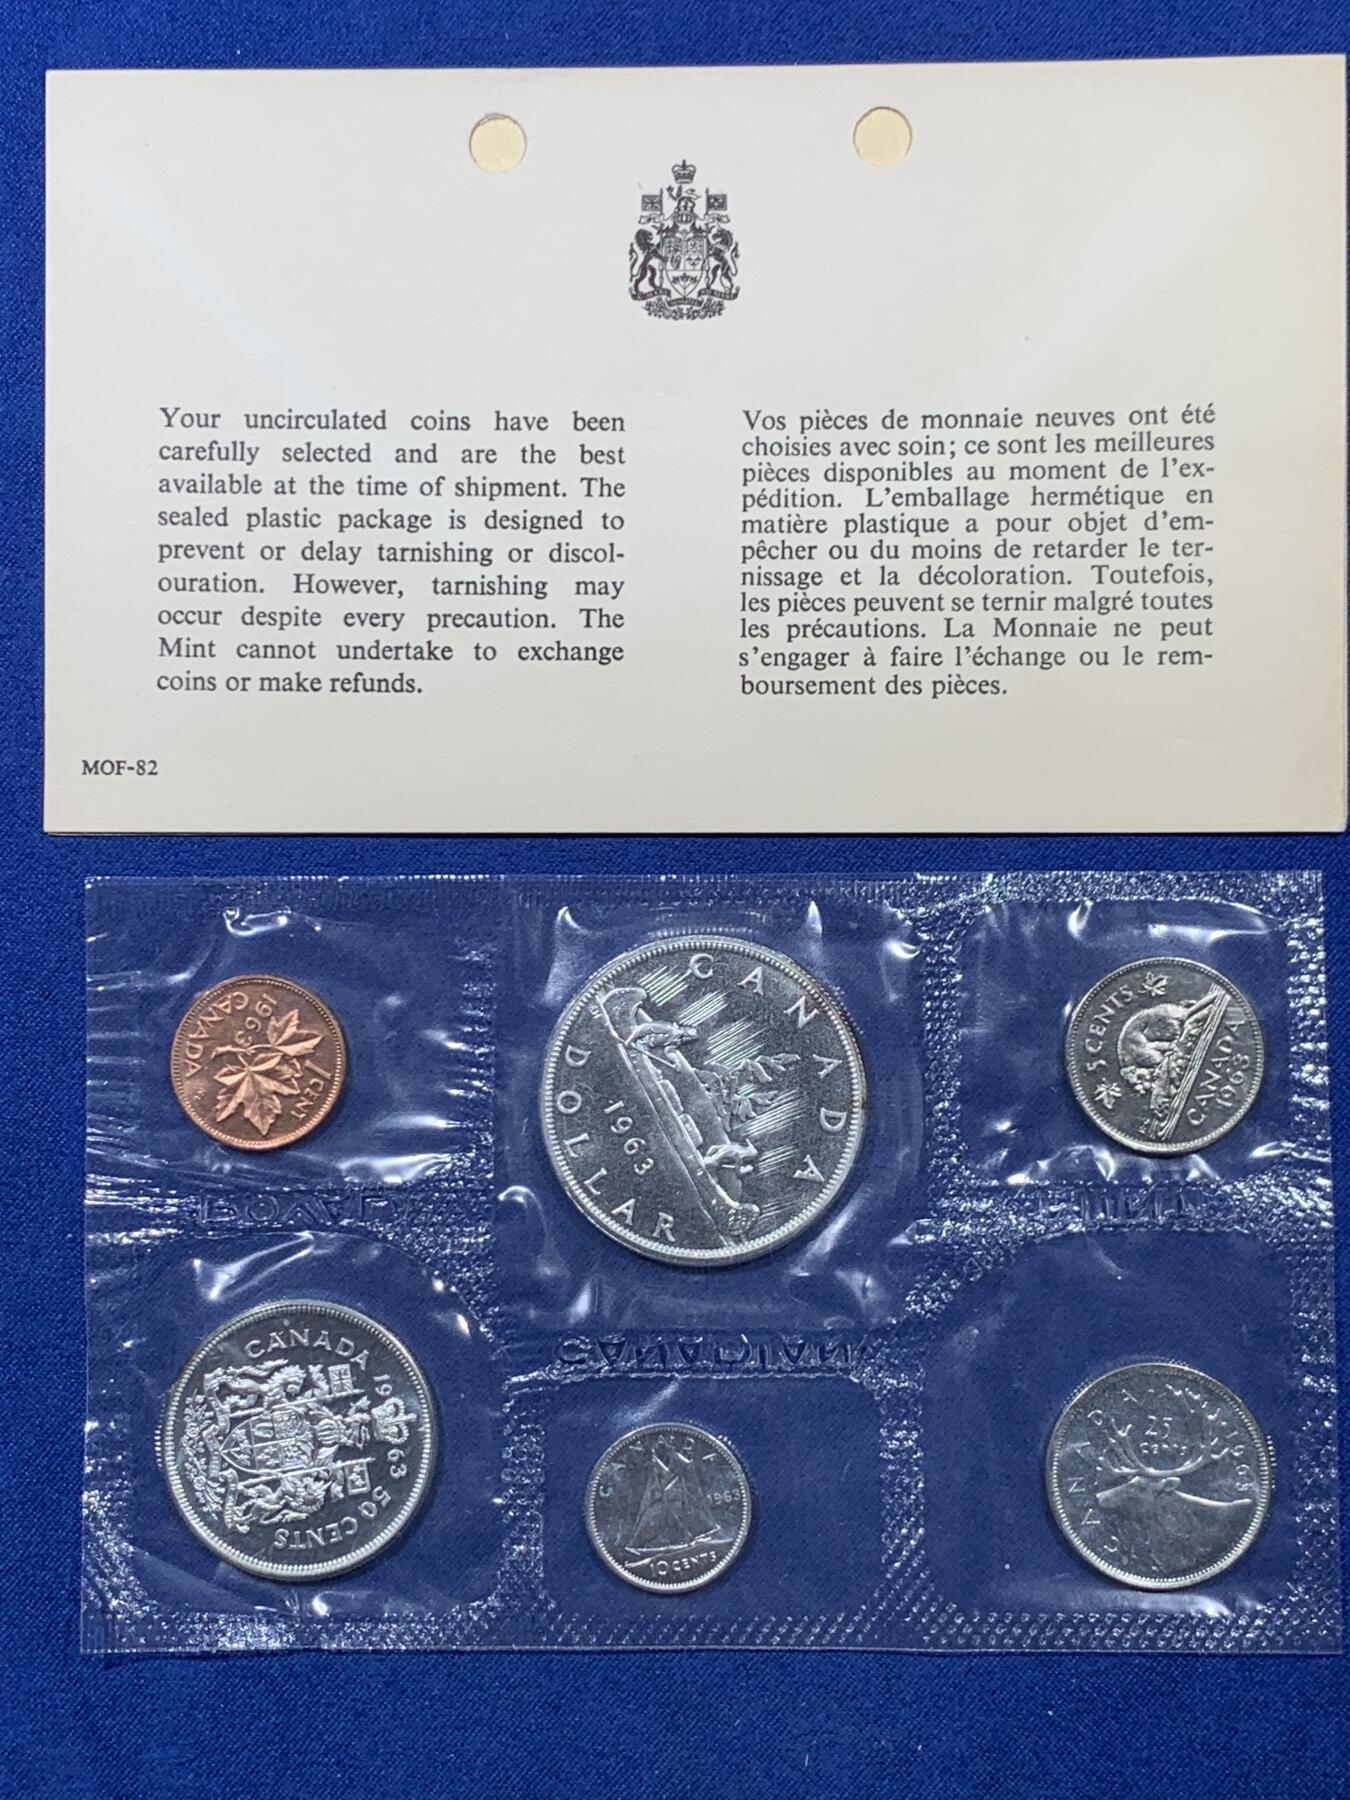 Your uncirculated coins have been
carefully selected and are the best
available at the time of shipment. The
sealed plastic package is designed to
prevent or delay tarnishing or discol-
ouration. However, tarnishing may
occur despite every precaution. The
Mint cannot undertake to exchange
coins or make refunds.
Vos pièces de monnaie neuves ont été
choisies avec soin; ce sont les meilleures
pièces disponibles au moment de l'ex-
pédition. L'emballage hermétique en
matière plastique a pour objet d'em-
pêcher ou du moins de retarder le ter-
nissage et la décoloration. Toutefois,
les pièces peuvent se ternir malgré toutes
les précautions. La Monnaie ne peut
s'engager à faire l'échange ou le rem-
boursement des pièces.
MOF-82
1963
CANADA
1 CENT
CANADA
1963
DOLLAR
5 CENTS
CANADA
1963
ROYAL
MINT
CANADIAN
CANADA
1963
50 CENTS
CANADA
1963
10 CENTS
CANADA
25
CENTS
1963